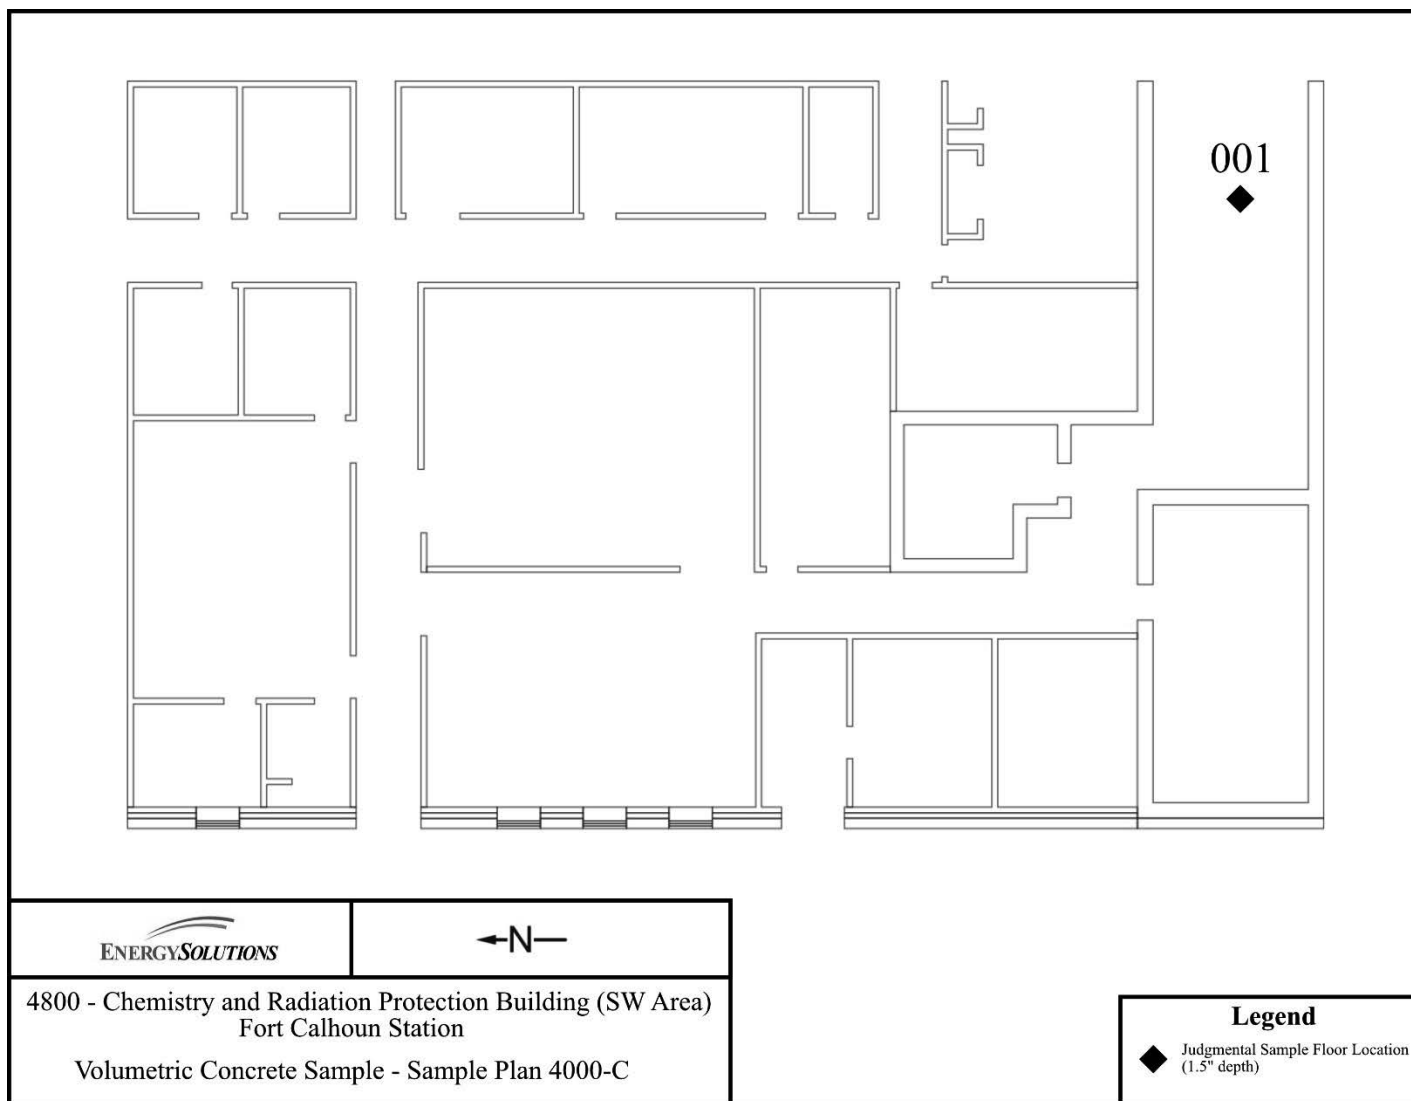 001
ENERGYSOLUTIONS
N
4800 - Chemistry and Radiation Protection Building (SW Area)
Fort Calhoun Station
Volumetric Concrete Sample - Sample Plan 4000-C
Legend
Judgmental Sample Floor Location
(1.5" depth)